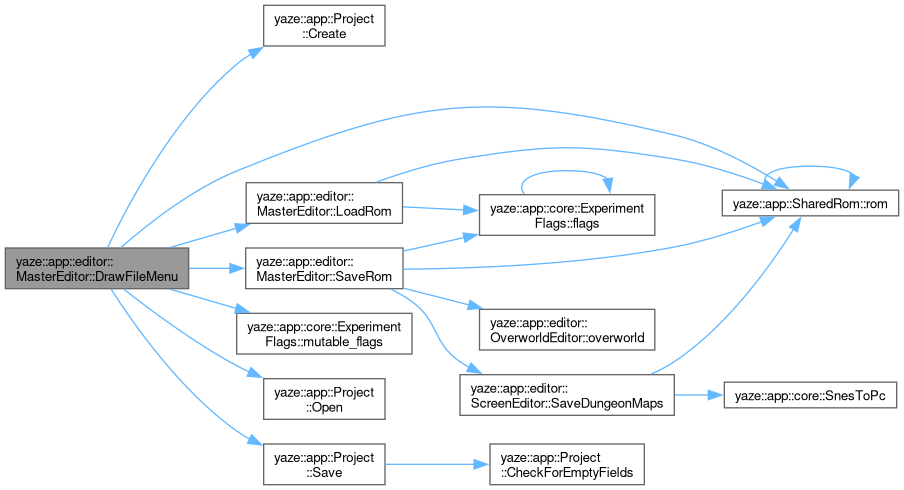 yaze::app::Project
::Create
yaze::app::editor::
MasterEditor::LoadRom
yaze::app::core::Experiment
Flags::flags
yaze::app::SharedRom::rom
yaze::app::editor::
MasterEditor::DrawFileMenu
yaze::app::editor::
MasterEditor::SaveRom
yaze::app::core::Experiment
Flags::mutable_flags
yaze::app::editor::
OverworldEditor::overworld
yaze::app::Project
::Open
yaze::app::editor::
ScreenEditor::SaveDungeonMaps
yaze::app::core::SnesToPc
yaze::app::Project
::Save
yaze::app::Project
::CheckForEmptyFields